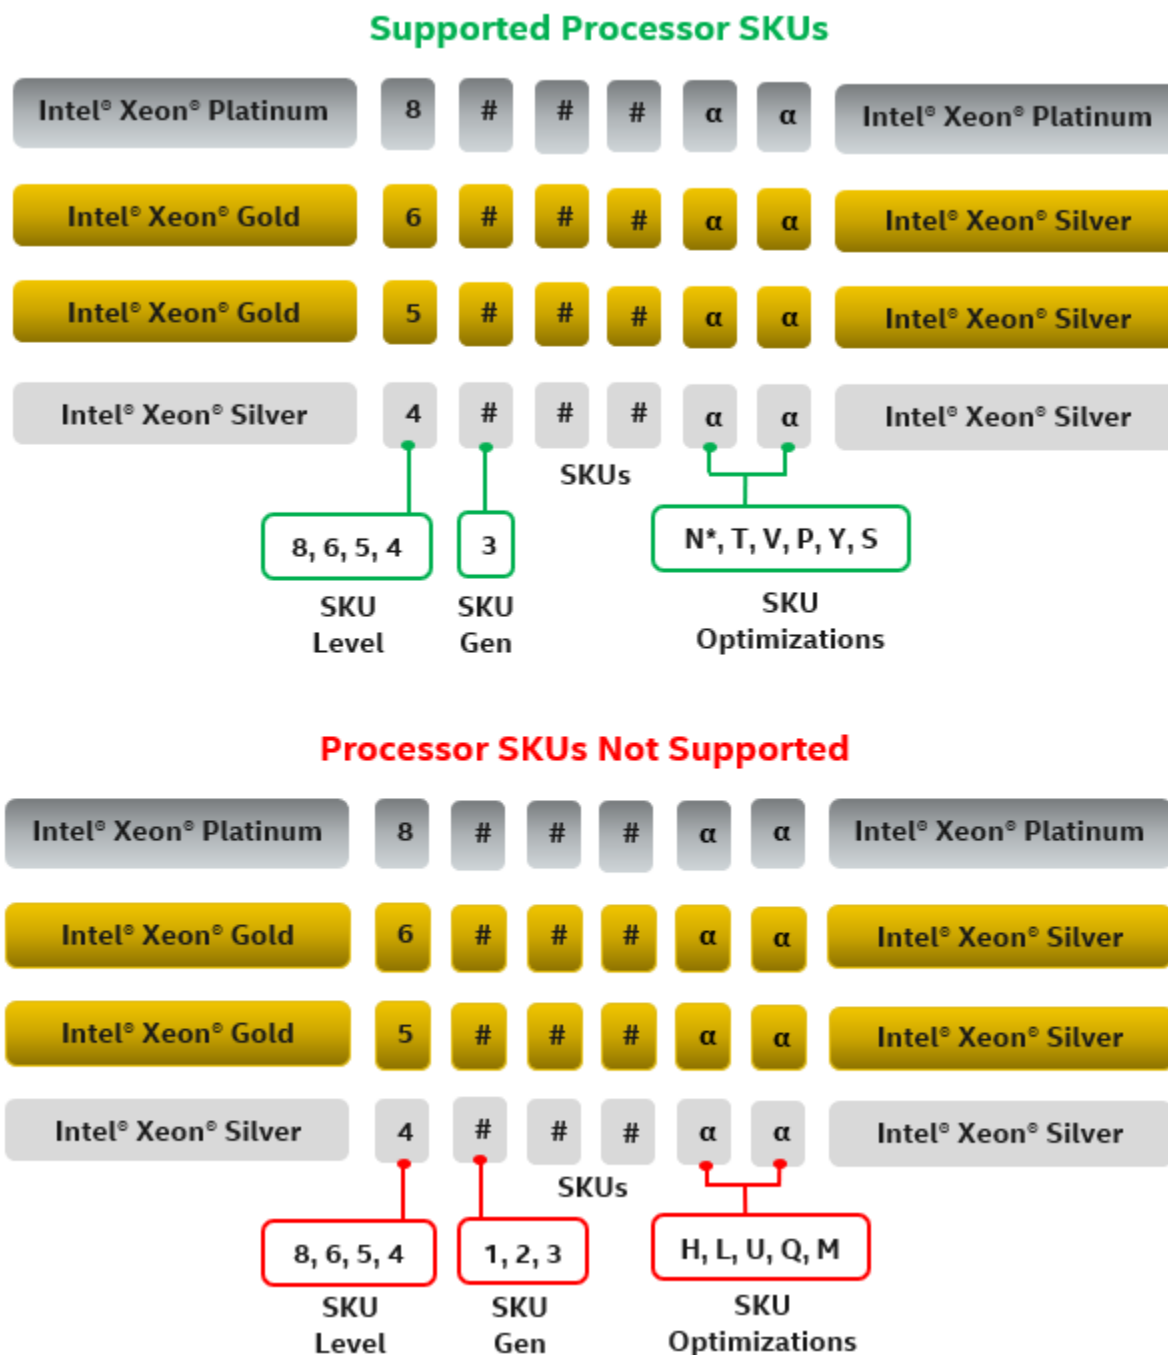 Supported Processor SKUs
Intel® Xeon® Platinum 8 # # # α α Intel® Xeon® Platinum
Intel® Xeon® Gold 6 # # # α α Intel® Xeon® Silver
Intel® Xeon® Gold 5 # # # α α Intel® Xeon® Silver
Intel® Xeon® Silver 4 # # # α α Intel® Xeon® Silver
SKUs
8, 6, 5, 4 3 N*, T, V, P, Y, S
SKU SKU SKU
Level Gen Optimizations
Processor SKUs Not Supported
Intel® Xeon® Platinum 8 # # # α α Intel® Xeon® Platinum
Intel® Xeon® Gold 6 # # # α α Intel® Xeon® Silver
Intel® Xeon® Gold 5 # # # α α Intel® Xeon® Silver
Intel® Xeon® Silver 4 # # # α α Intel® Xeon® Silver
SKUs
8, 6, 5, 4 1, 2, 3 H, L, U, Q, M
SKU SKU SKU
Level Gen Optimizations